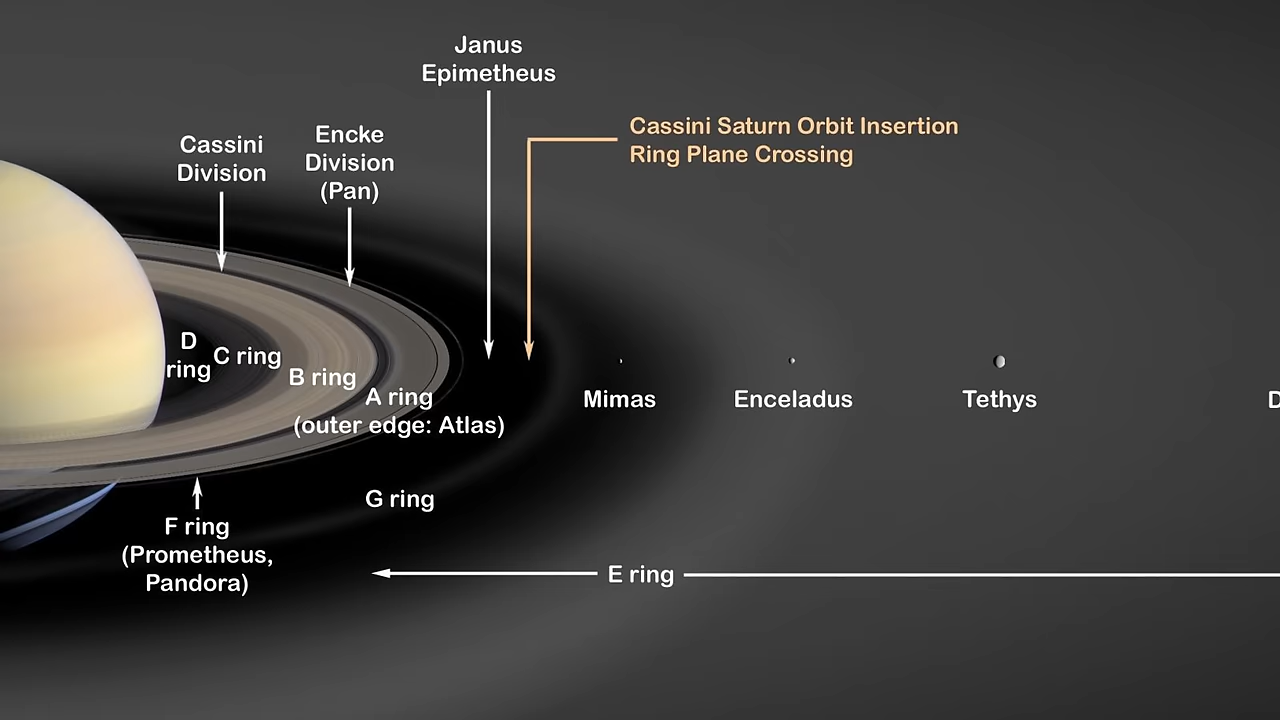 Janus
Epimetheus
Cassini Saturn Orbit Insertion
Ring Plane Crossing
Cassini
Division
Encke
Division
(Pan)
D
ring
C ring
B ring
A ring
(outer edge: Atlas)
Mimas
Enceladus
Tethys
D
G ring
F ring
(Prometheus,
Pandora)
E ring